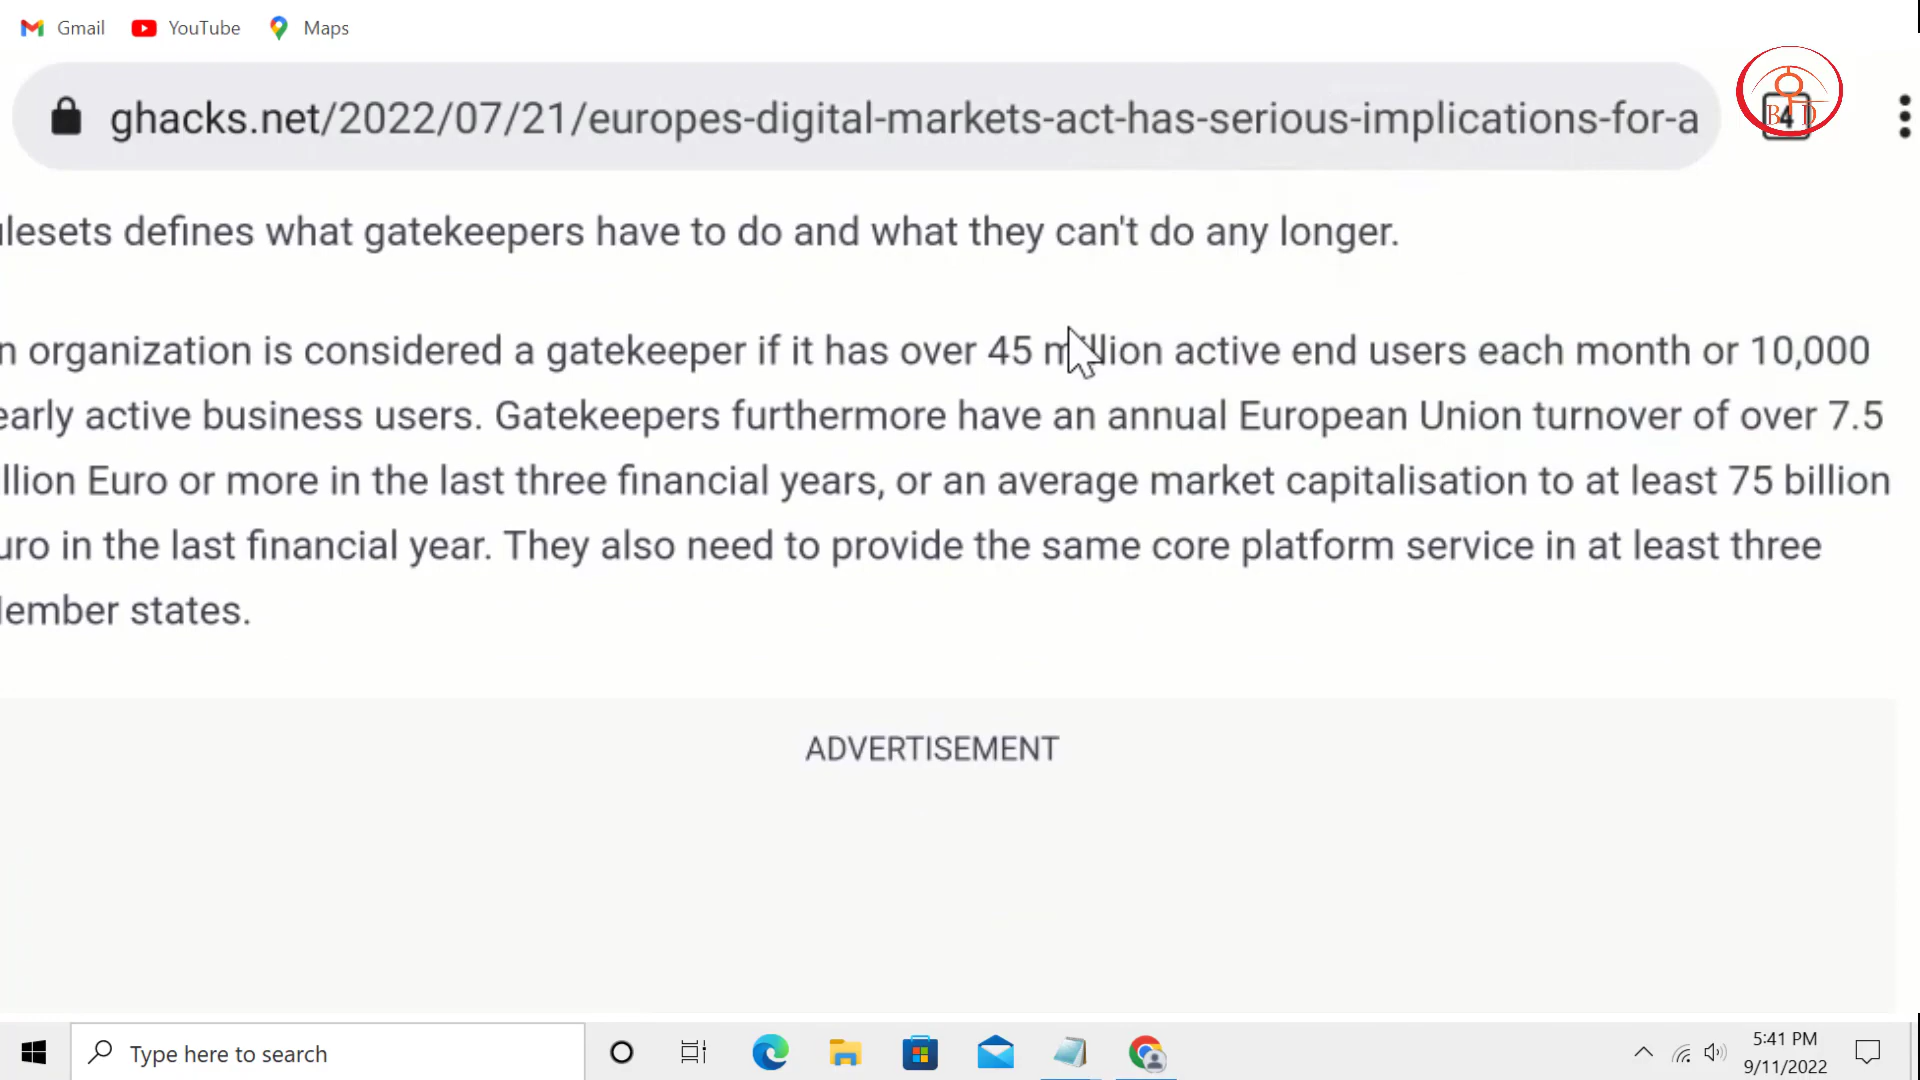 Gmail YouTube Maps
ghacks.net/2022/07/21/europes-digital-markets-act-has-serious-implications-for-a 4 B D
lesets defines what gatekeepers have to do and what they can't do any longer.
n organization is considered a gatekeeper if it has over 45 million active end users each month or 10,000
early active business users. Gatekeepers furthermore have an annual European Union turnover of over 7.5
llion Euro or more in the last three financial years, or an average market capitalisation to at least 75 billion
uro in the last financial year. They also need to provide the same core platform service in at least three
ember states.
ADVERTISEMENT
Type here to search
5:41 PM
9/11/2022